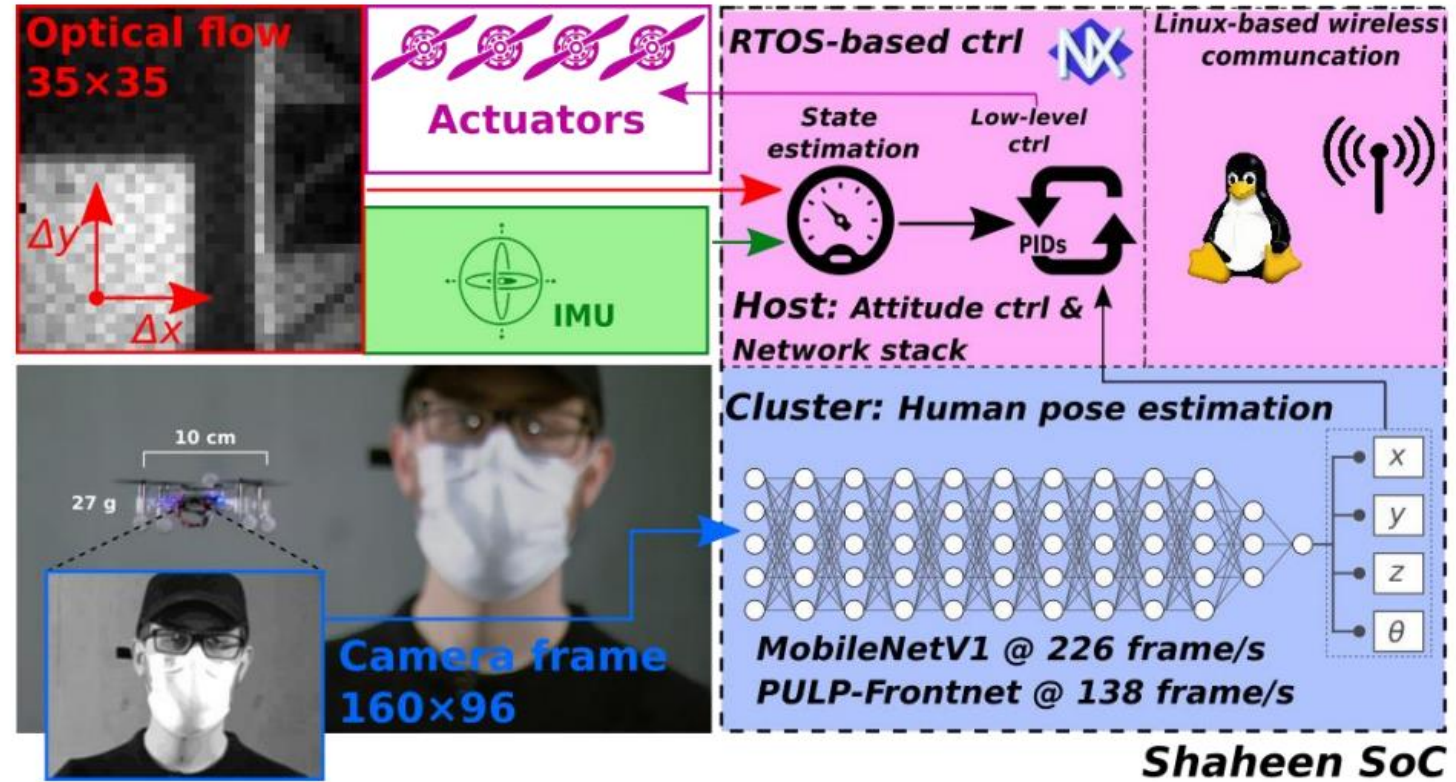 Optical flow
35×35
Δy
Δx
Actuators
IMU
RTOS-based ctrl
NX
Linux-based wireless
communcation
State
estimation
Low-level
ctrl
PIDs
Host: Attitude ctrl &
Network stack
10 cm
27 g
Camera frame
160×96
Cluster: Human pose estimation
x
y
z
θ
MobileNetV1 @ 226 frame/s
PULP-Frontnet @ 138 frame/s
Shaheen SoC